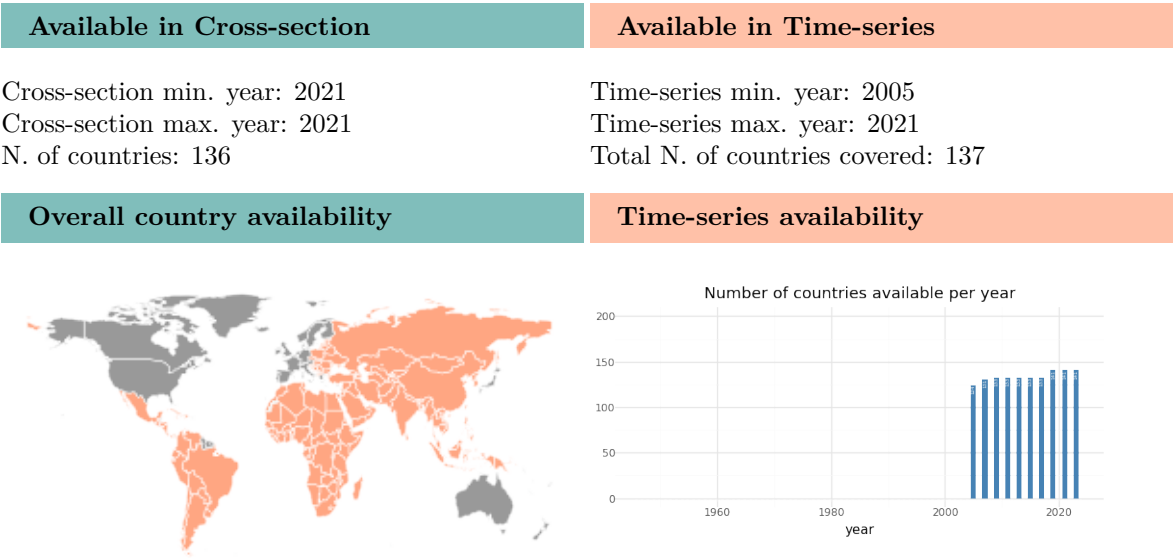 Available in Cross-section
Available in Time-series
Cross-section min. year: 2021
Cross-section max. year: 2021
N. of countries: 136
Time-series min. year: 2005
Time-series max. year: 2021
Total N. of countries covered: 137
Overall country availability
Time-series availability
Number of countries available per year
200
150
100
50
0
1960
1980
2000
2020
year